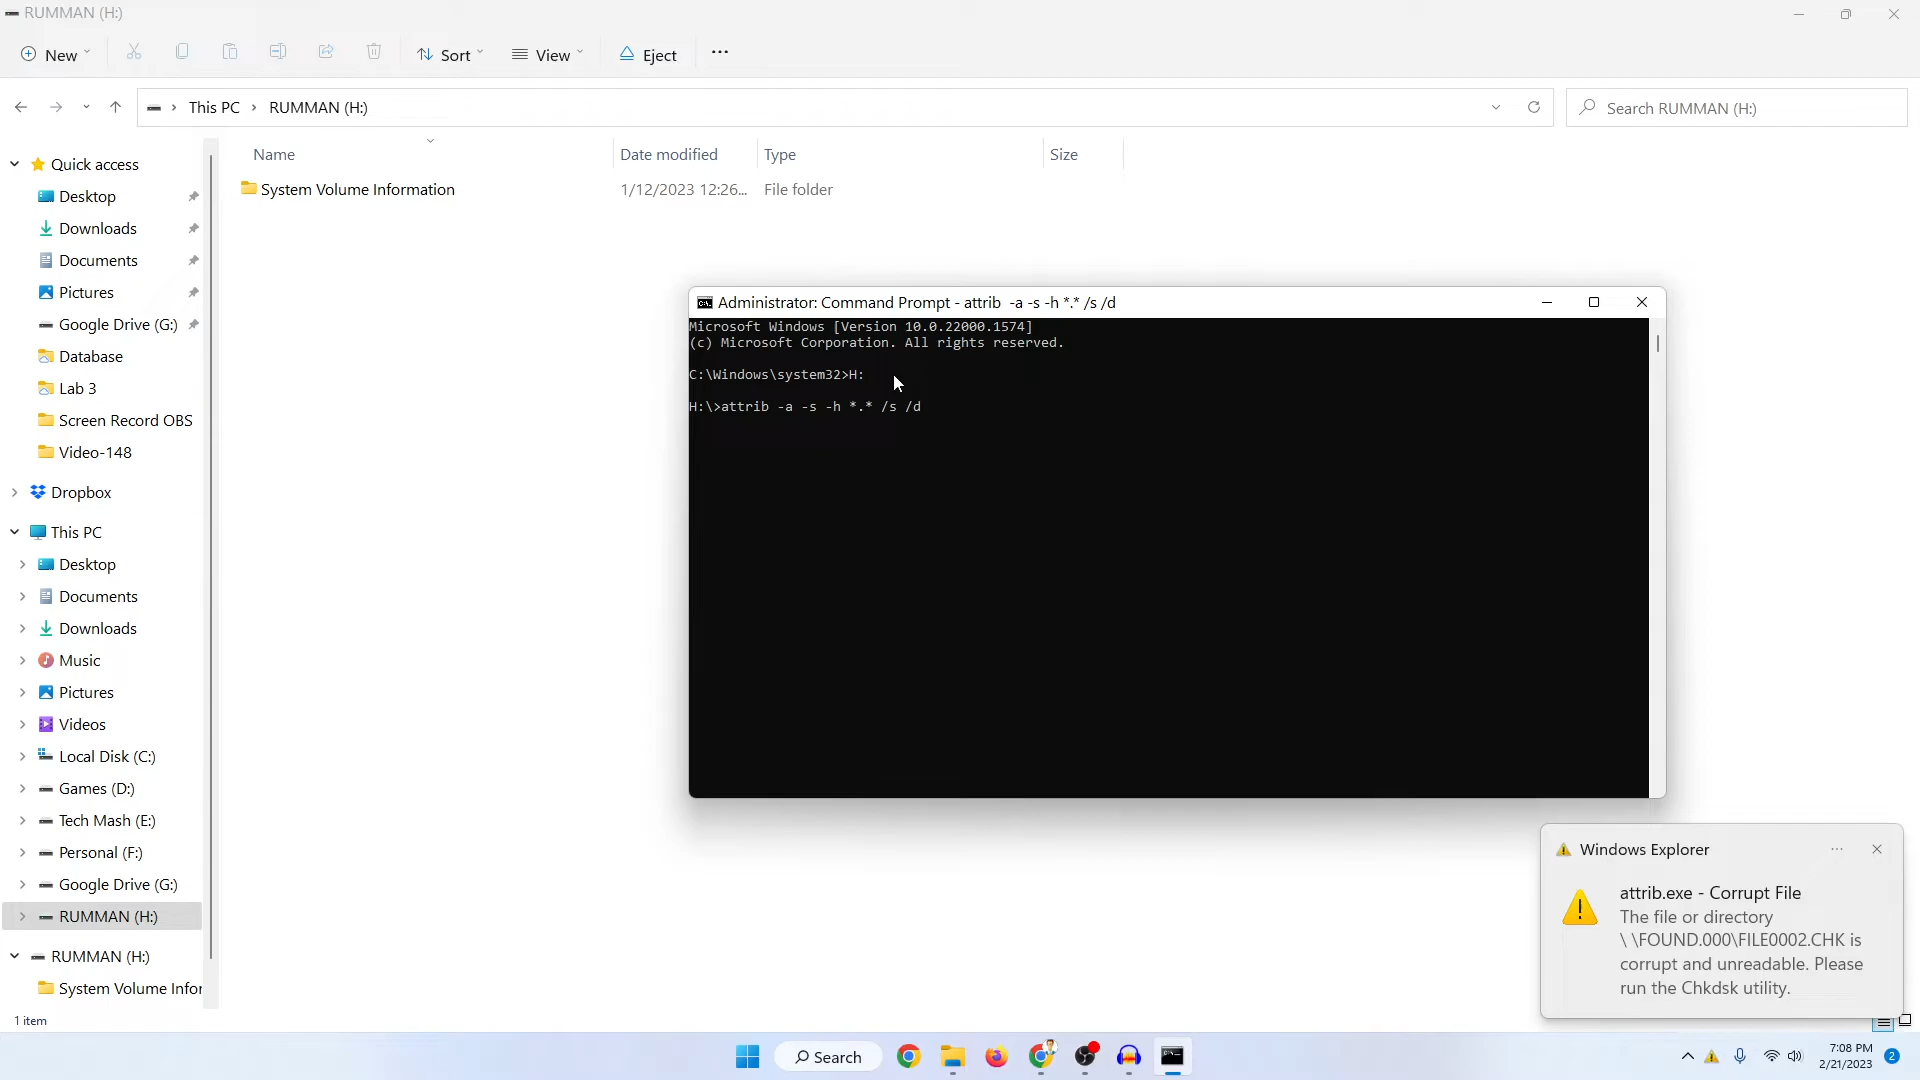 RUMMAN (H:)
New
Sort
View
Eject
This PC > RUMMAN (H:)
Search RUMMAN (H:)
Name
Date modified
Type
Size
System Volume Information
1/12/2023 12:26...
File folder
Quick access
Desktop
Downloads
Documents
Pictures
Google Drive (G:)
Database
Lab 3
Screen Record OBS
Video-148
Dropbox
This PC
Desktop
Documents
Downloads
Music
Pictures
Videos
Local Disk (C:)
Games (D:)
Tech Mash (E:)
Personal (F:)
Google Drive (G:)
RUMMAN (H:)
RUMMAN (H:)
System Volume Infor
1 item
Administrator: Command Prompt - attrib  -a -s -h *.* /s /d
Microsoft Windows [Version 10.0.22000.1574]
(c) Microsoft Corporation. All rights reserved.
C:\Windows\system32>H:
H:\>attrib -a -s -h *.* /s /d
Windows Explorer
attrib.exe - Corrupt File
The file or directory
\ \FOUND.000\FILE0002.CHK is
corrupt and unreadable. Please
run the Chkdsk utility.
Search
7:08 PM
2/21/2023
2